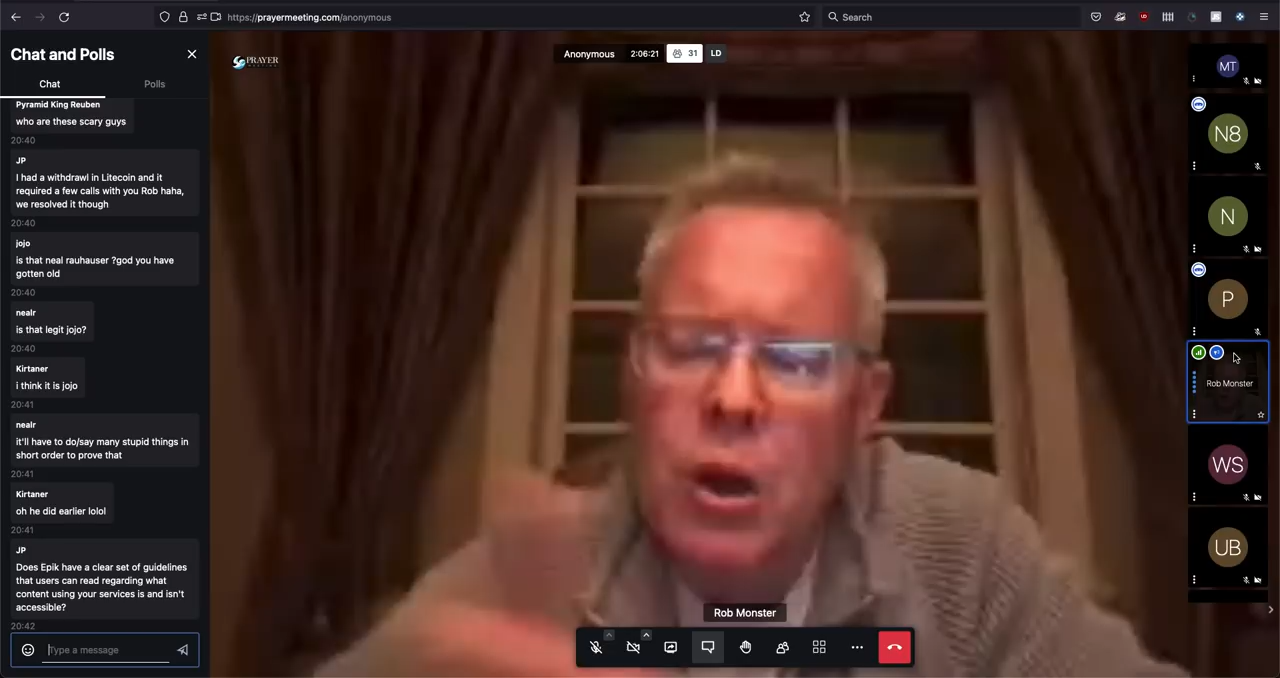 https://prayermeeting.com/anonymous
Search
Chat and Polls
Chat
Polls
Pyramid King Reuben
who are these scary guys
20:40
JP
I had a withdrawl in Litecoin and it
required a few calls with you Rob haha,
we resolved it though
20:40
jojo
is that neal rauhauser ?god you have
gotten old
20:40
nealr
is that legit jojo?
20:40
Kirtaner
i think it is jojo
20:41
nealr
it'll have to do/say many stupid things in
short order to prove that
20:41
Kirtaner
oh he did earlier lolol
20:41
JP
Does Epik have a clear set of guidelines
that users can read regarding what
content using your services is and isn't
accessible?
20:42
Type a message
PRAYER
Anonymous 2:06:21 31 LD
Rob Monster
MT
N8
N
P
Rob Monster
WS
UB